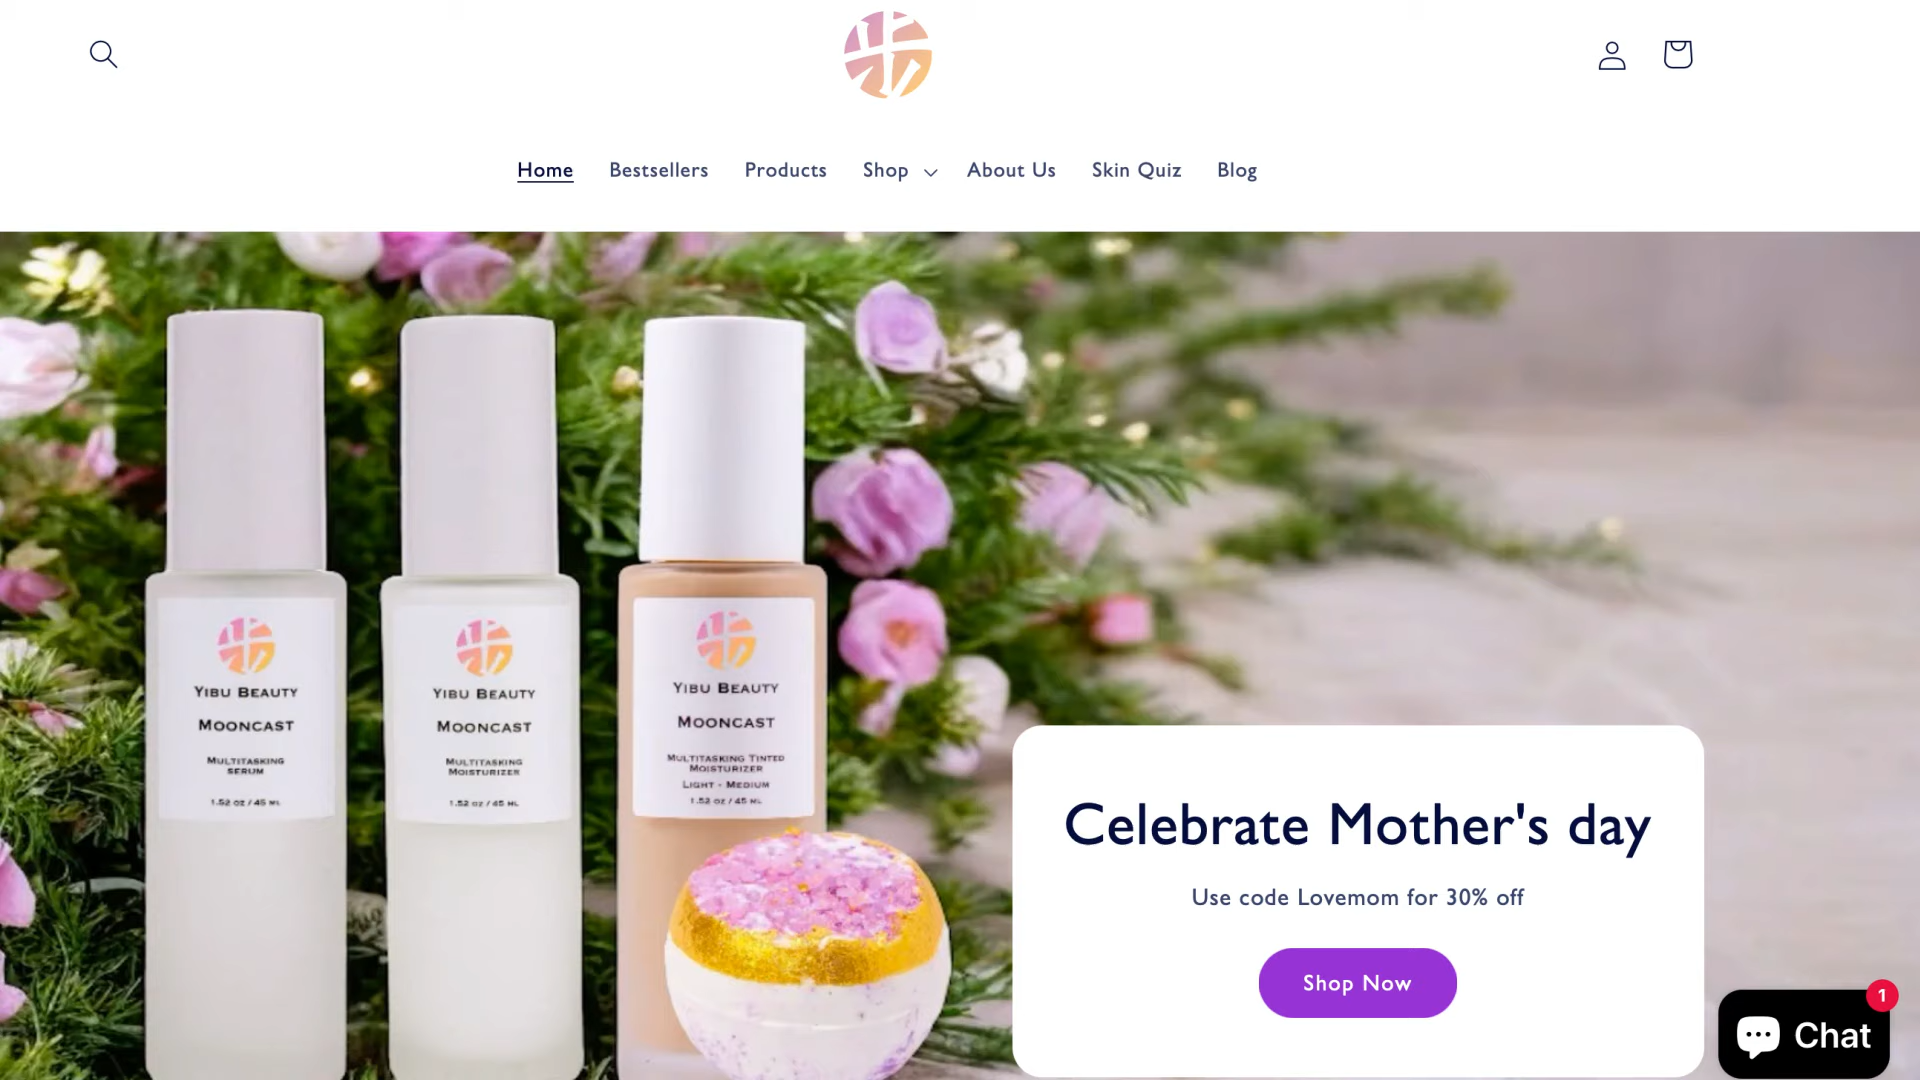 Home Bestsellers Products Shop About Us Skin Quiz Blog
YIBU BEAUTY
MOONCAST
MULTITASKING
SERUM
1.52 OZ / 45 ML
YIBU BEAUTY
MOONCAST
MULTITASKING
MOISTURIZER
1.52 OZ / 45 ML
YIBU BEAUTY
MOONCAST
MULTITASKING TINTED
MOISTURIZER
LIGHT - MEDIUM
1.52 OZ / 45 ML
Celebrate Mother's day
Use code Lovemom for 30% off
Shop Now
1
Chat